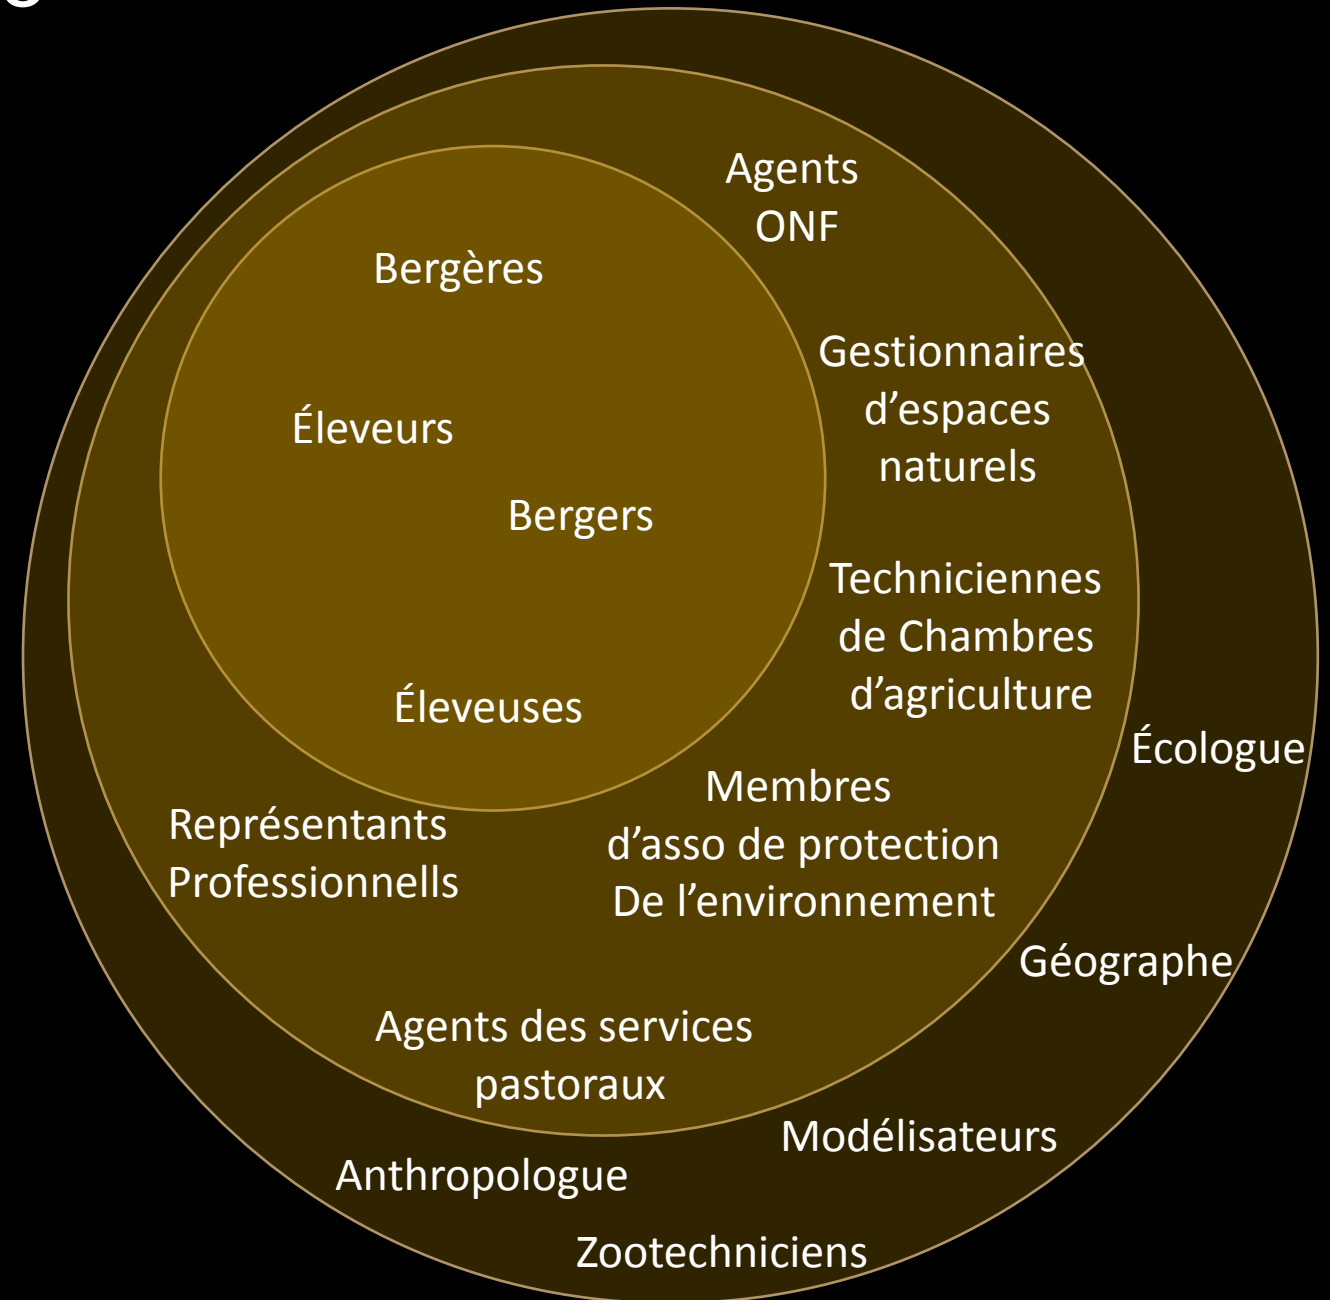 Agents
ONF
Bergères
Gestionnaires
d’espaces
naturels
Éleveurs
Bergers
Techniciennes
de Chambres
d’agriculture
Éleveuses
Écologue
Membres
d’asso de protection
De l’environnement
Représentants
Professionnells
Géographe
Agents des services
pastoraux
Modélisateurs
Anthropologue
Zootechniciens